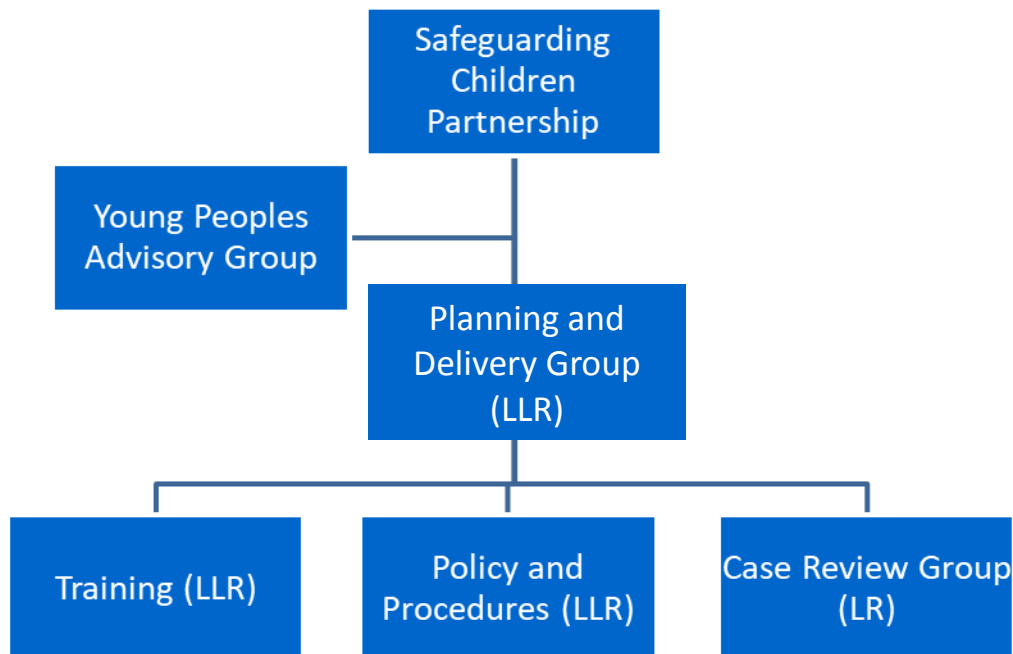 Safeguarding
Children
Partnership
Young Peoples
Advisory Group
Planning and
Delivery Group
(LLR)
Training (LLR)
Policy and
Procedures (LLR)
Case Review Group
(LR)